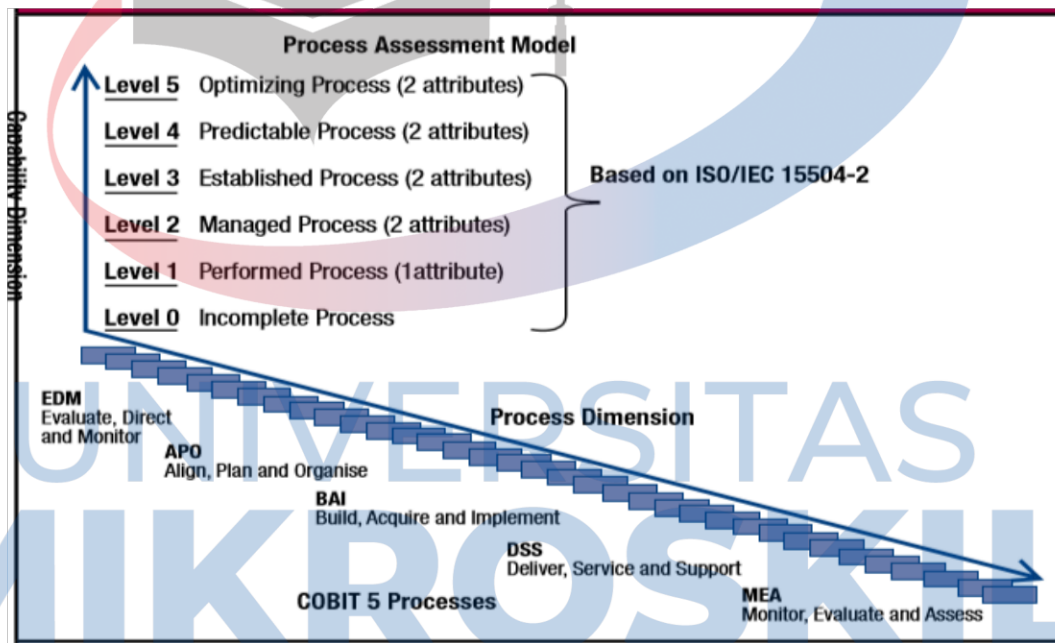 Process Assessment Model
Level 5 Optimizing Process (2 attributes)
Level 4 Predictable Process (2 attributes)
Level 3 Established Process (2 attributes)
Level 2 Managed Process (2 attributes)
Level 1 Performed Process (1attribute)
Level 0 Incomplete Process
Based on ISO/IEC 15504-2
Capability Dimension
Process Dimension
EDM
Evaluate, Direct
and Monitor
APO
Align, Plan and Organise
BAI
Build, Acquire and Implement
DSS
Deliver, Service and Support
MEA
Monitor, Evaluate and Assess
COBIT 5 Processes
UNIVERSITAS
MIKROSKIL